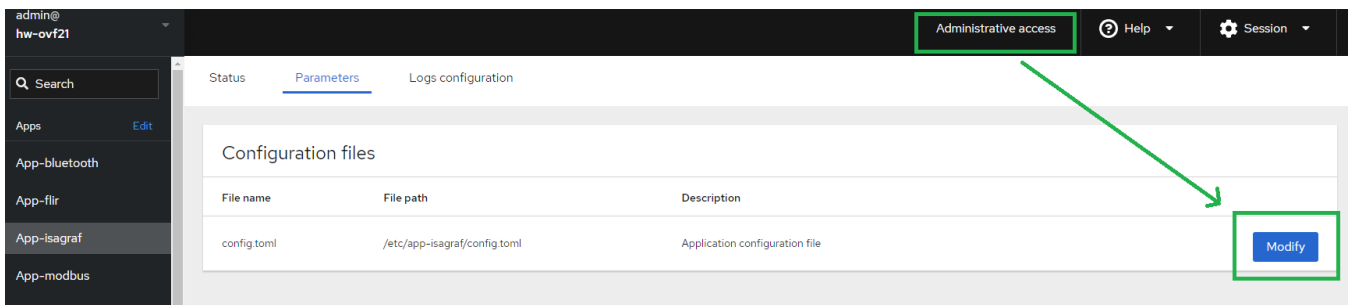 admin@
hw-ovf21
Administrative access
Help
Session
Search
Apps Edit
App-bluetooth
App-flir
App-isagraf
App-modbus
Status Parameters Logs configuration
Configuration files
File name File path Description
config.toml /etc/app-isagraf/config.toml Application configuration file
Modify